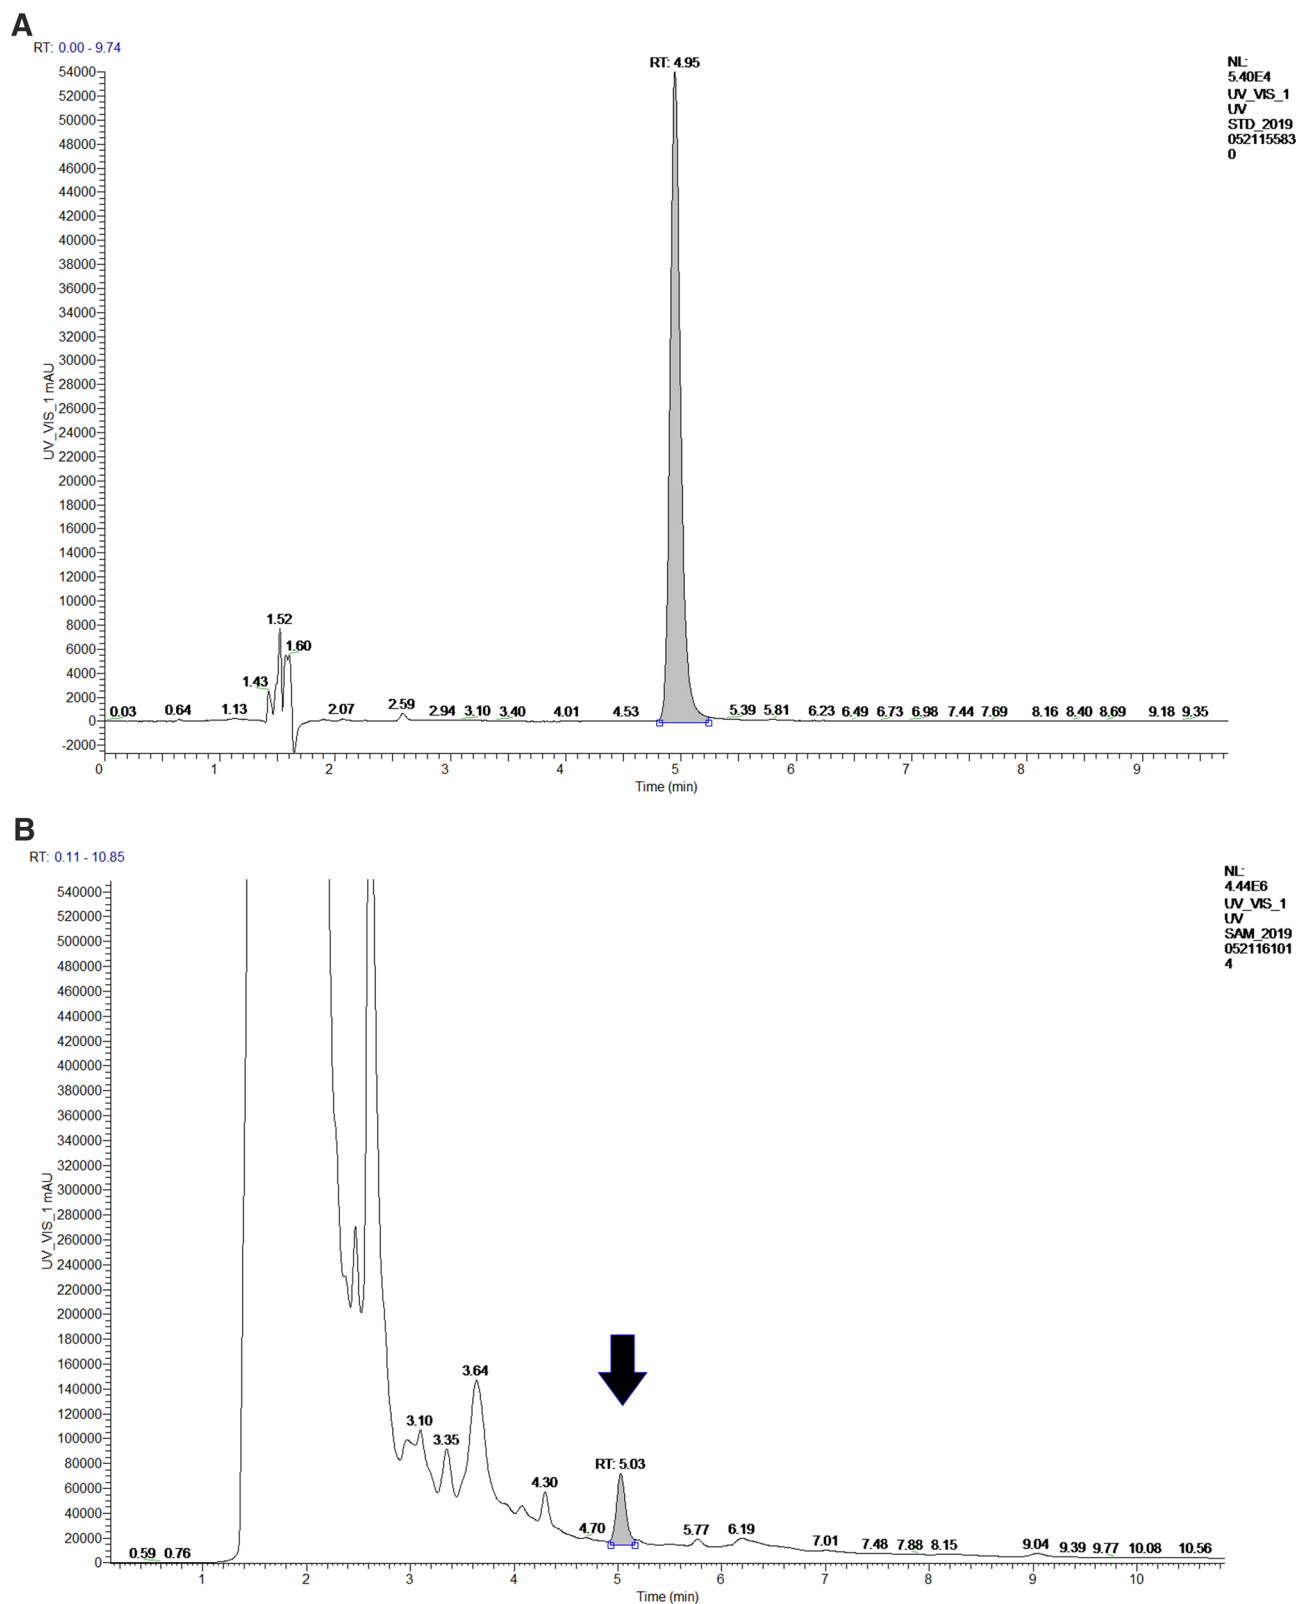 A
RT: 0.00 - 9.74
NL:
5.40E4
UV_VIS_1
UV
STD_2019
052115583
0
RT: 4.95
54000
52000
50000
48000
46000
44000
42000
40000
38000
36000
34000
32000
30000
28000
26000
24000
22000
20000
18000
16000
14000
12000
10000
8000
6000
4000
2000
0
-2000
UV_VIS_1 mAU
1.52
1.60
1.43
0.03 0.64 1.13 2.07 2.59 2.94 3.10 3.40 4.01 4.53 5.39 5.81 6.23 6.49 6.73 6.98 7.44 7.69 8.16 8.40 8.69 9.18 9.35
0 1 2 3 4 5 6 7 8 9
Time (min)
B
RT: 0.11 - 10.85
NL:
4.44E6
UV_VIS_1
UV
SAM_2019
052116101
4
540000
520000
500000
480000
460000
440000
420000
400000
380000
360000
340000
320000
300000
280000
260000
240000
220000
200000
180000
160000
140000
120000
100000
80000
60000
40000
20000
0
UV_VIS_1 mAU
3.64
3.10
3.35
RT: 5.03
4.30
0.59 0.76 4.70 5.77 6.19 7.01 7.48 7.88 8.15 9.04 9.39 9.77 10.08 10.56
1 2 3 4 5 6 7 8 9 10
Time (min)